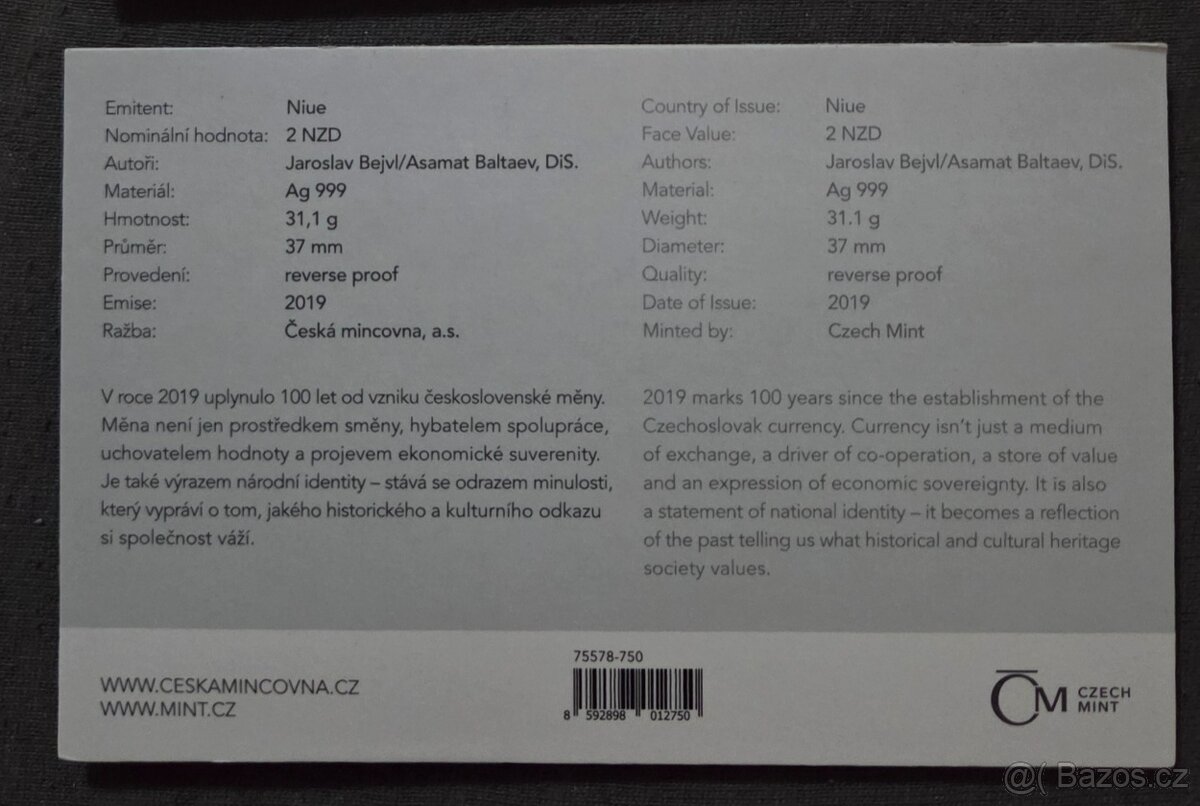 Emitent: Niue
Nominální hodnota: 2 NZD
Autoři: Jaroslav Bejvl/Asamat Baltaev, DiS.
Materiál: Ag 999
Hmotnost: 31,1 g
Průměr: 37 mm
Provedení: reverse proof
Emise: 2019
Ražba: Česká mincovna, a.s.
V roce 2019 uplynulo 100 let od vzniku československé měny.
Měna není jen prostředkem směny, hybatelem spolupráce,
uchovatelem hodnoty a projevem ekonomické suverenity.
Je také výrazem národní identity – stává se odrazem minulosti,
který vypráví o tom, jakého historického a kulturního odkazu
si společnost váží.
Country of Issue: Niue
Face Value: 2 NZD
Authors: Jaroslav Bejvl/Asamat Baltaev, DiS.
Material: Ag 999
Weight: 31.1 g
Diameter: 37 mm
Quality: reverse proof
Date of Issue: 2019
Minted by: Czech Mint
2019 marks 100 years since the establishment of the
Czechoslovak currency. Currency isn't just a medium
of exchange, a driver of co-operation, a store of value
and an expression of economic sovereignty. It is also
a statement of national identity – it becomes a reflection
of the past telling us what historical and cultural heritage
society values.
WWW.CESKAMINCOVNA.CZ
WWW.MINT.CZ
75578-750
8 592898 012750
CM CZECH
MINT
@( Bazos.cz